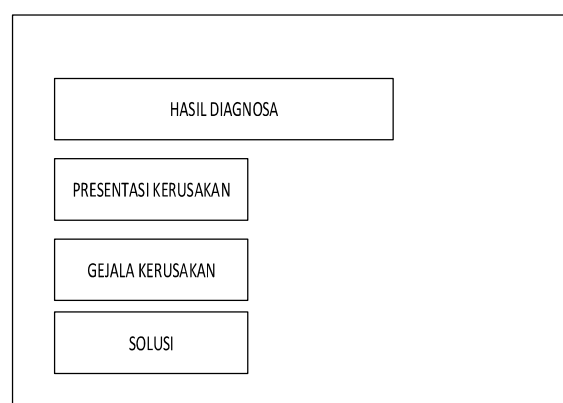 HASIL DIAGNOSA
PRESENTASI KERUSAKAN
GEJALA KERUSAKAN
SOLUSI